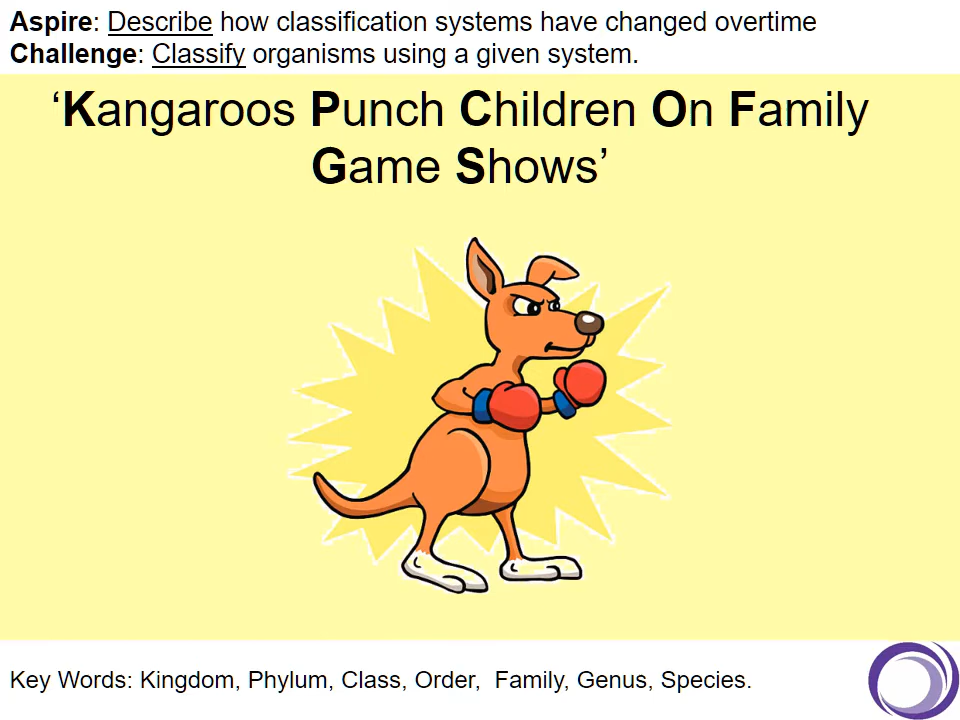 Aspire: Describe how classification systems have changed overtime
Challenge: Classify organisms using a given system.
‘Kangaroos Punch Children On Family
Game Shows’
Key Words: Kingdom, Phylum, Class, Order,  Family, Genus, Species.